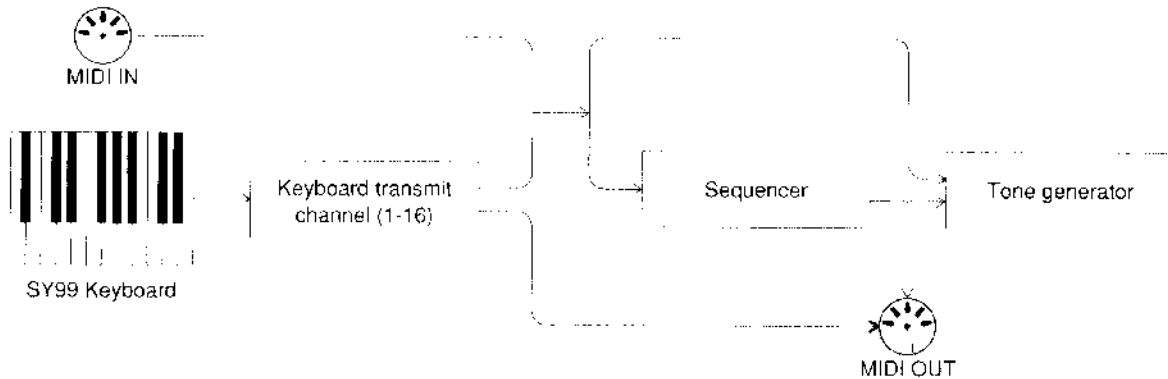 MIDI IN
Keyboard transmit
channel (1-16)
Sequencer
Tone generator
SY99 Keyboard
MIDI OUT